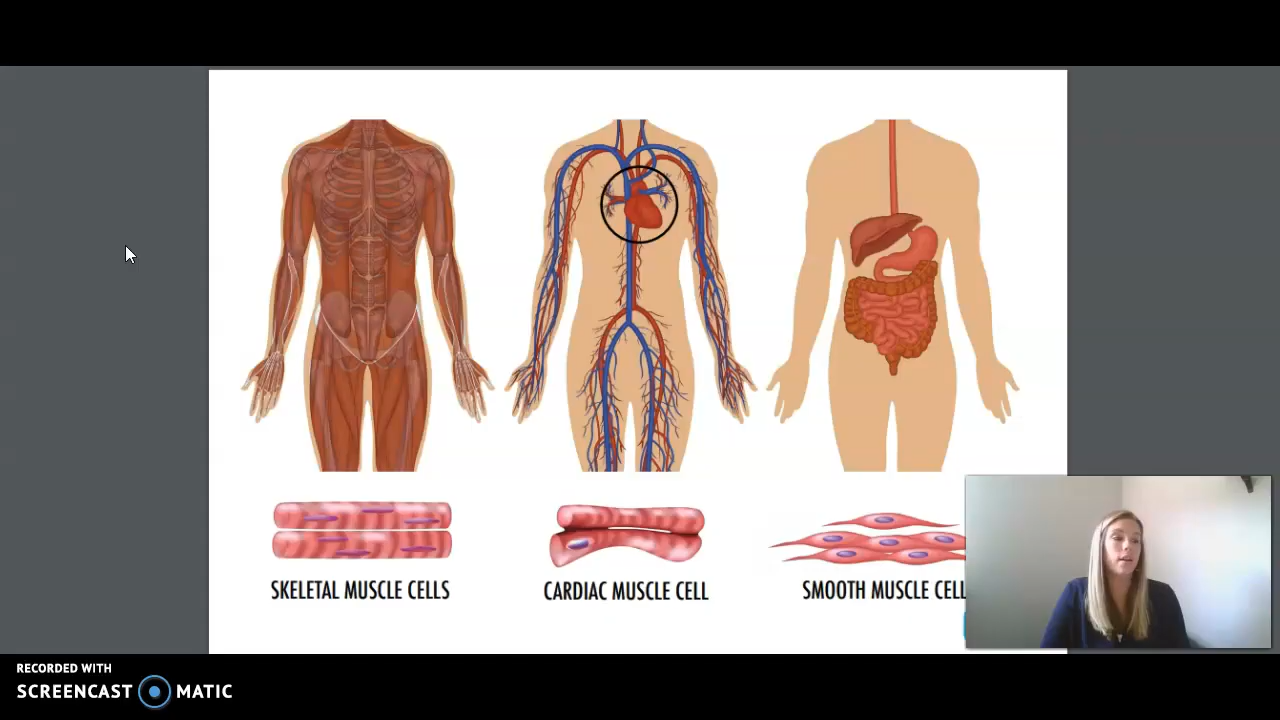 SKELETAL MUSCLE CELLS
CARDIAC MUSCLE CELL
SMOOTH MUSCLE CELL
RECORDED WITH
SCREENCAST MATIC